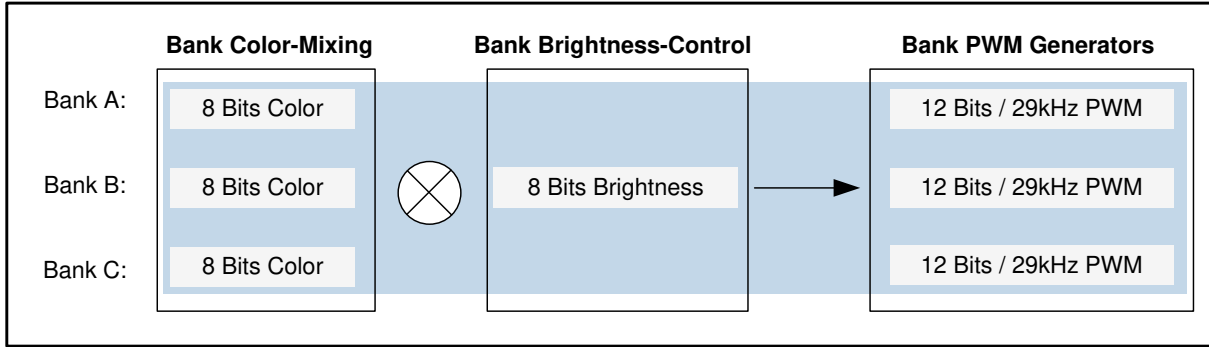 Bank Color-Mixing
Bank Brightness-Control
Bank PWM Generators
Bank A:
8 Bits Color
12 Bits / 29kHz PWM
Bank B:
8 Bits Color
8 Bits Brightness
12 Bits / 29kHz PWM
Bank C:
8 Bits Color
12 Bits / 29kHz PWM